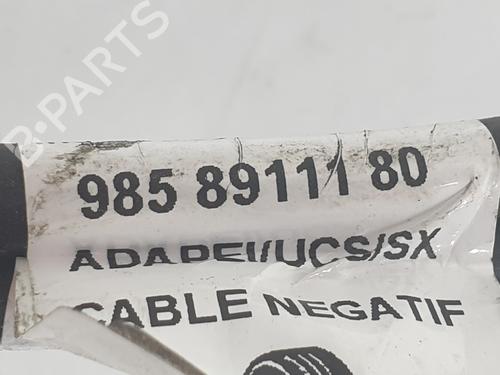 B-PARTS
985 89111 80
ADAPEI/UCS/SX
CABLE NEGATIF